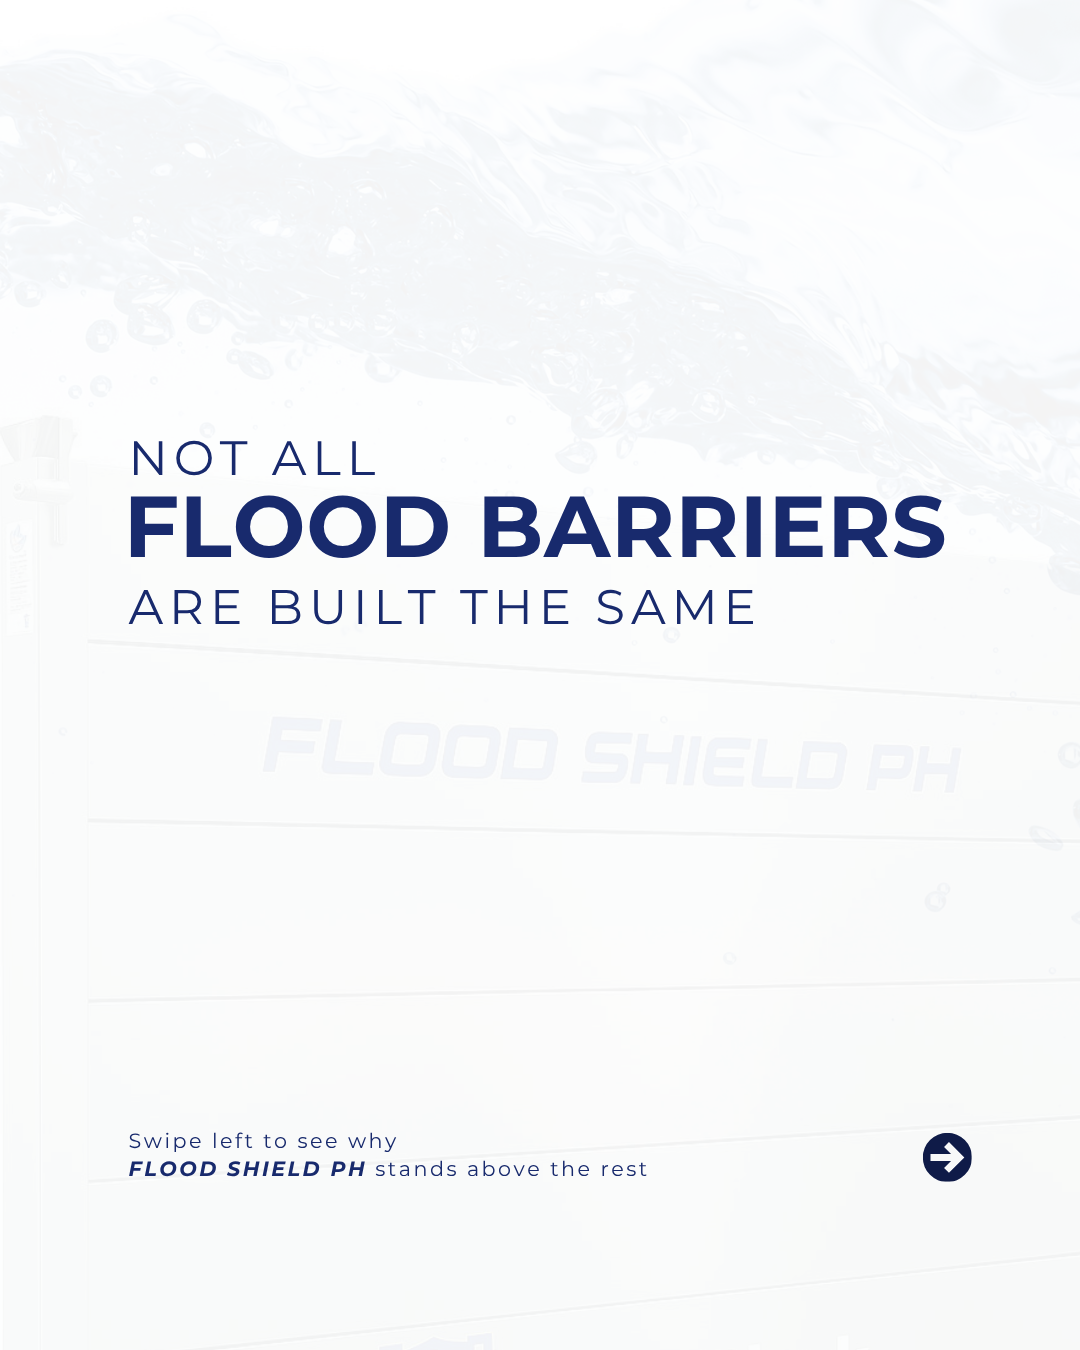 NOT ALL
FLOOD BARRIERS
ARE BUILT THE SAME
FLOOD SHIELD PH
Swipe left to see why
FLOOD SHIELD PH stands above the rest